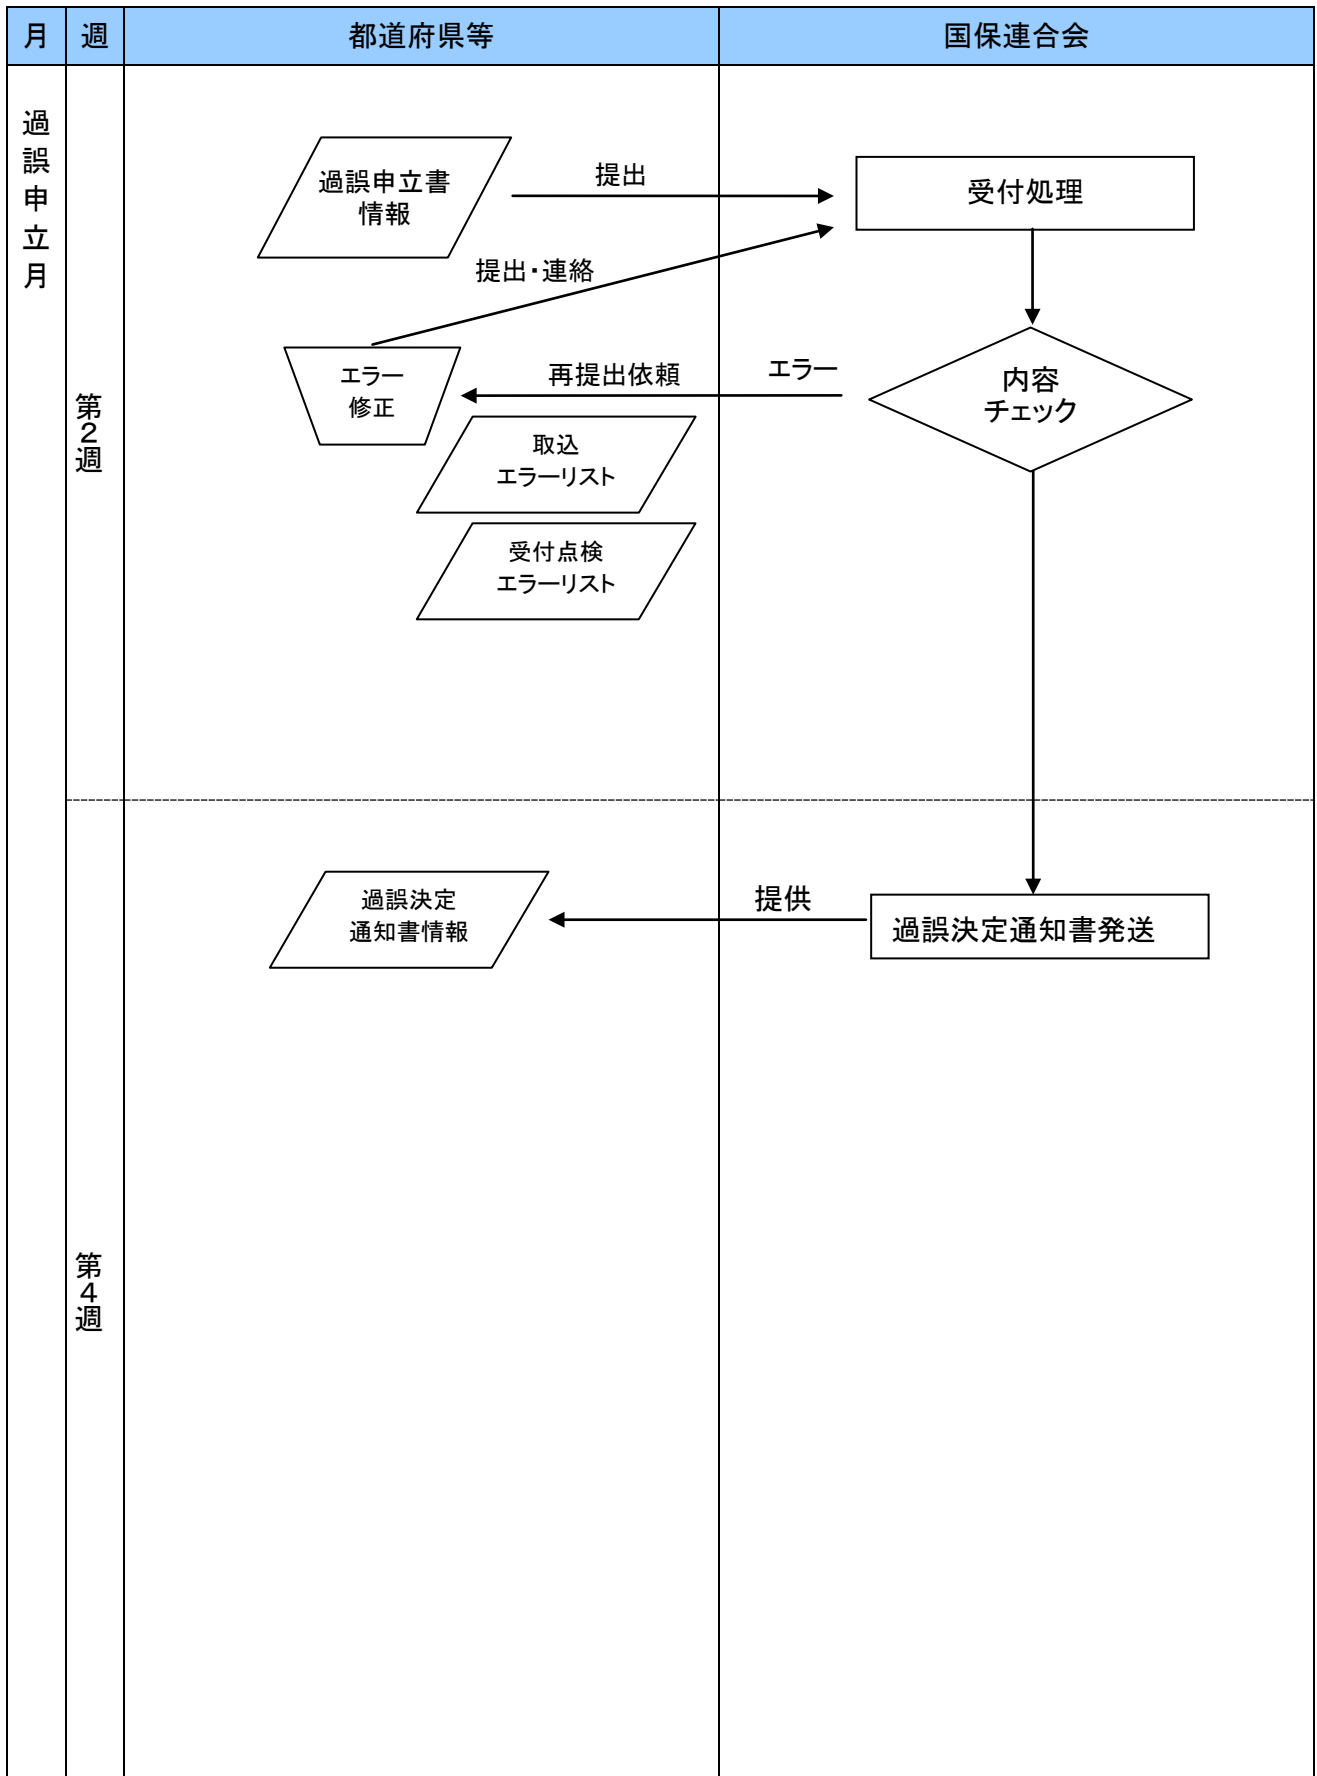 月
週
都道府県等
国保連合会
過誤申立月
第２週
過誤申立書
情報
提出
受付処理
提出・連絡
エラー
修正
再提出依頼
エラー
内容
チェック
取込
エラーリスト
受付点検
エラーリスト
第４週
過誤決定
通知書情報
提供
過誤決定通知書発送